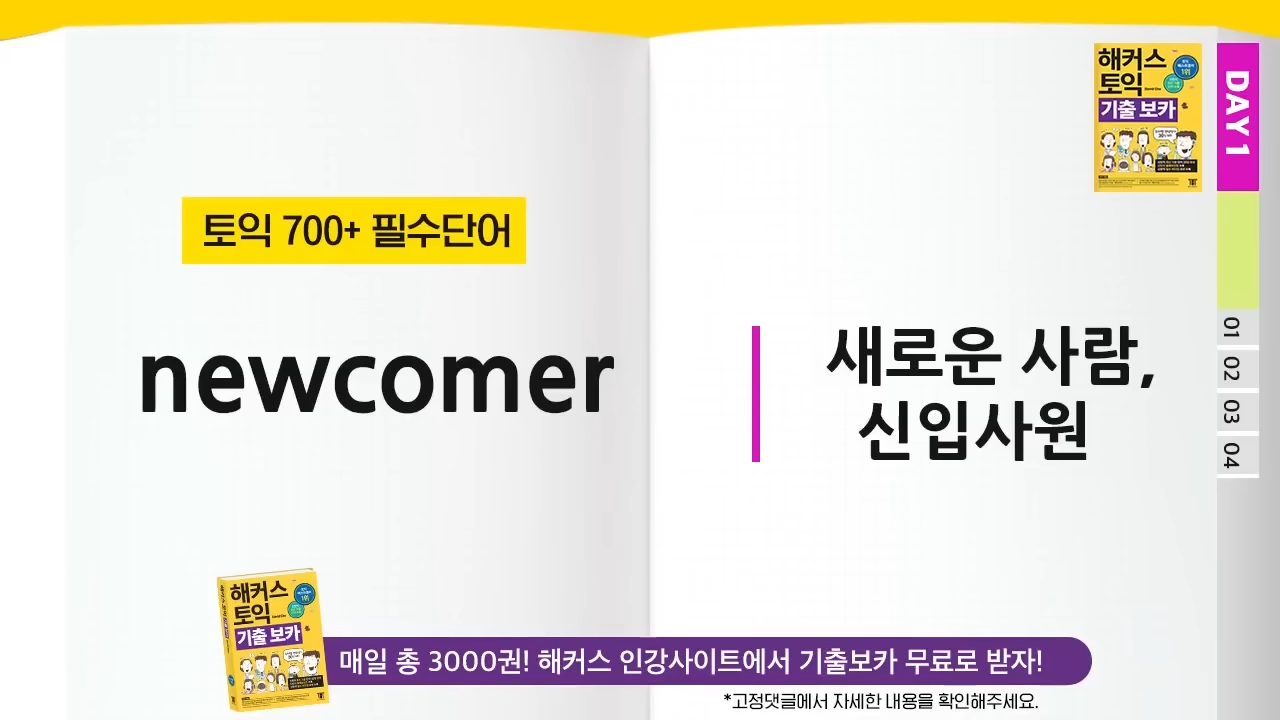 해커스
토익
기출 보카
DAY 1
토익 700+ 필수단어
newcomer
새로운 사람,
신입사원
01
02
03
04
해커스
토익
기출 보카
매일 총 3000권! 해커스 인강사이트에서 기출보카 무료로 받자!
*고정댓글에서 자세한 내용을 확인해주세요.